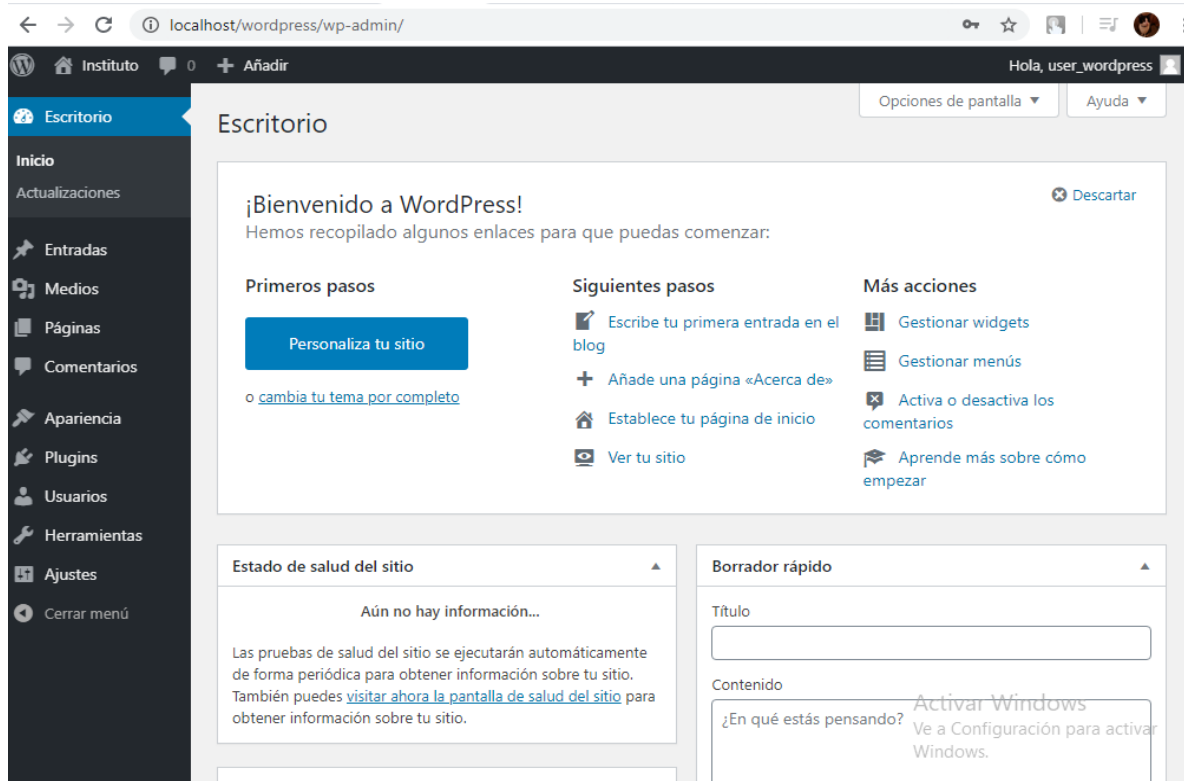 localhost/wordpress/wp-admin/
Instituto 0 Añadir Hola, user_wordpress
Opciones de pantalla Ayuda
Escritorio
Inicio
Actualizaciones
Entradas
Medios
Páginas
Comentarios
Apariencia
Plugins
Usuarios
Herramientas
Ajustes
Cerrar menú
Escritorio
¡Bienvenido a WordPress!
Descartar
Hemos recopilado algunos enlaces para que puedas comenzar:
Primeros pasos
Personaliza tu sitio
o cambia tu tema por completo
Siguientes pasos
Escribe tu primera entrada en el
blog
Añade una página «Acerca de»
Establece tu página de inicio
Ver tu sitio
Más acciones
Gestionar widgets
Gestionar menús
Activa o desactiva los
comentarios
Aprende más sobre cómo
empezar
Estado de salud del sitio
Aún no hay información...
Las pruebas de salud del sitio se ejecutarán automáticamente
de forma periódica para obtener información sobre tu sitio.
También puedes visitar ahora la pantalla de salud del sitio para
obtener información sobre tu sitio.
Borrador rápido
Título
Contenido
¿En qué estás pensando?
Activar Windows
Ve a Configuración para activar
Windows.